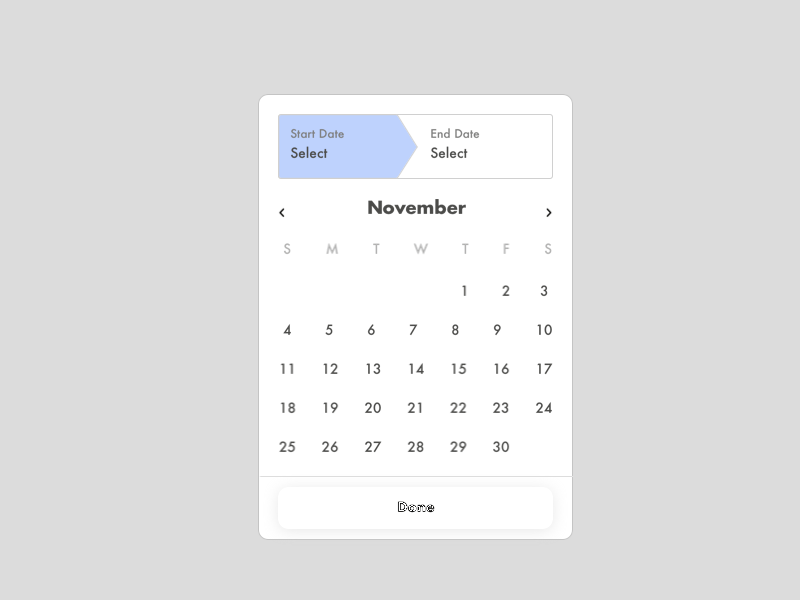 Start Date End Date
Select Select
‹ November ›
S M T W T F S
1 2 3
4 5 6 7 8 9 10
11 12 13 14 15 16 17
18 19 20 21 22 23 24
25 26 27 28 29 30
Done